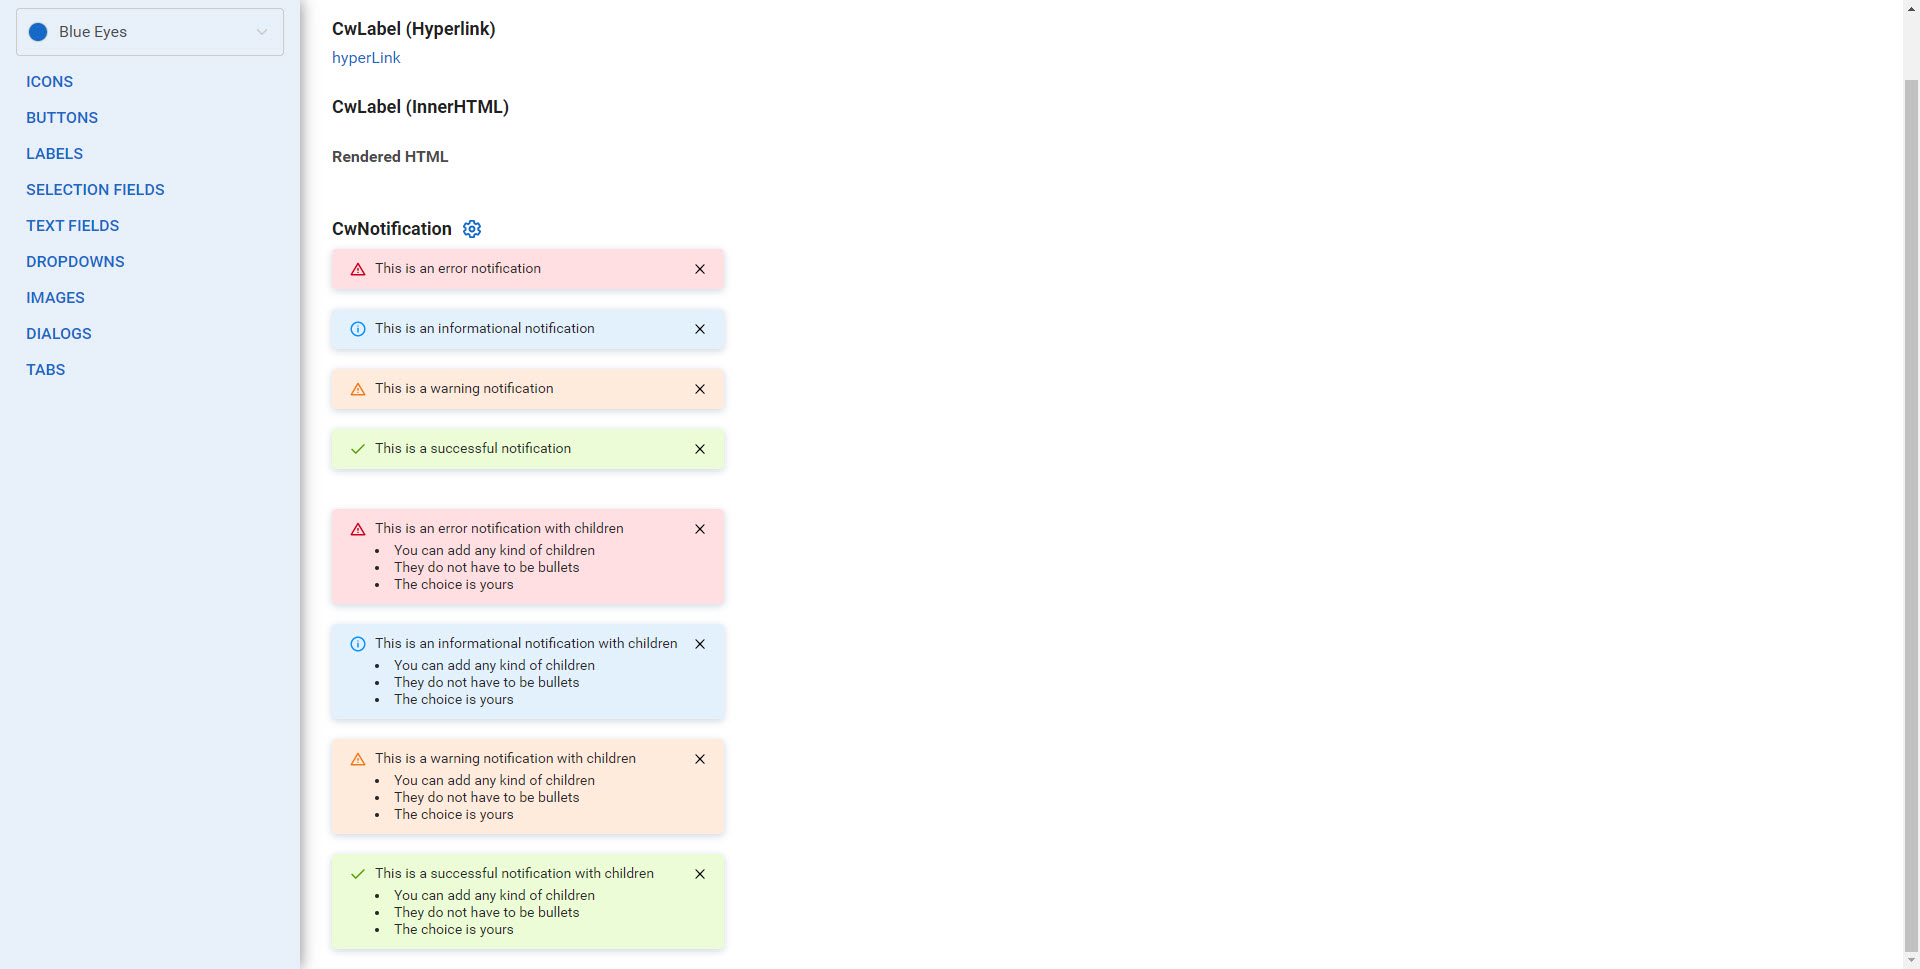 Blue Eyes
ICONS
BUTTONS
LABELS
SELECTION FIELDS
TEXT FIELDS
DROPDOWNS
IMAGES
DIALOGS
TABS
CwLabel (Hyperlink)
hyperLink
CwLabel (InnerHTML)
Rendered HTML
CwNotification
This is an error notification
This is an informational notification
This is a warning notification
This is a successful notification
This is an error notification with children
• You can add any kind of children
• They do not have to be bullets
• The choice is yours
This is an informational notification with children
• You can add any kind of children
• They do not have to be bullets
• The choice is yours
This is a warning notification with children
• You can add any kind of children
• They do not have to be bullets
• The choice is yours
This is a successful notification with children
• You can add any kind of children
• They do not have to be bullets
• The choice is yours